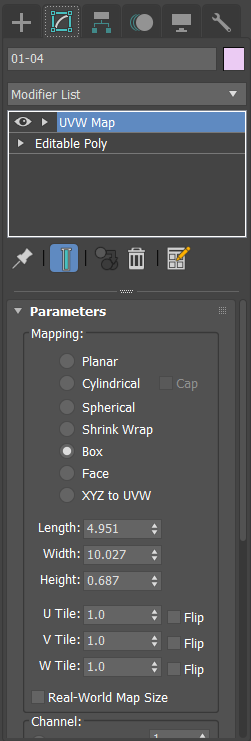 01-04
Modifier List
UVW Map
Editable Poly
Parameters
Mapping:
Planar
Cylindrical Cap
Spherical
Shrink Wrap
Box
Face
XYZ to UVW
Length: 4.951
Width: 10.027
Height: 0.687
U Tile: 1.0 Flip
V Tile: 1.0 Flip
W Tile: 1.0 Flip
Real-World Map Size
Channel: